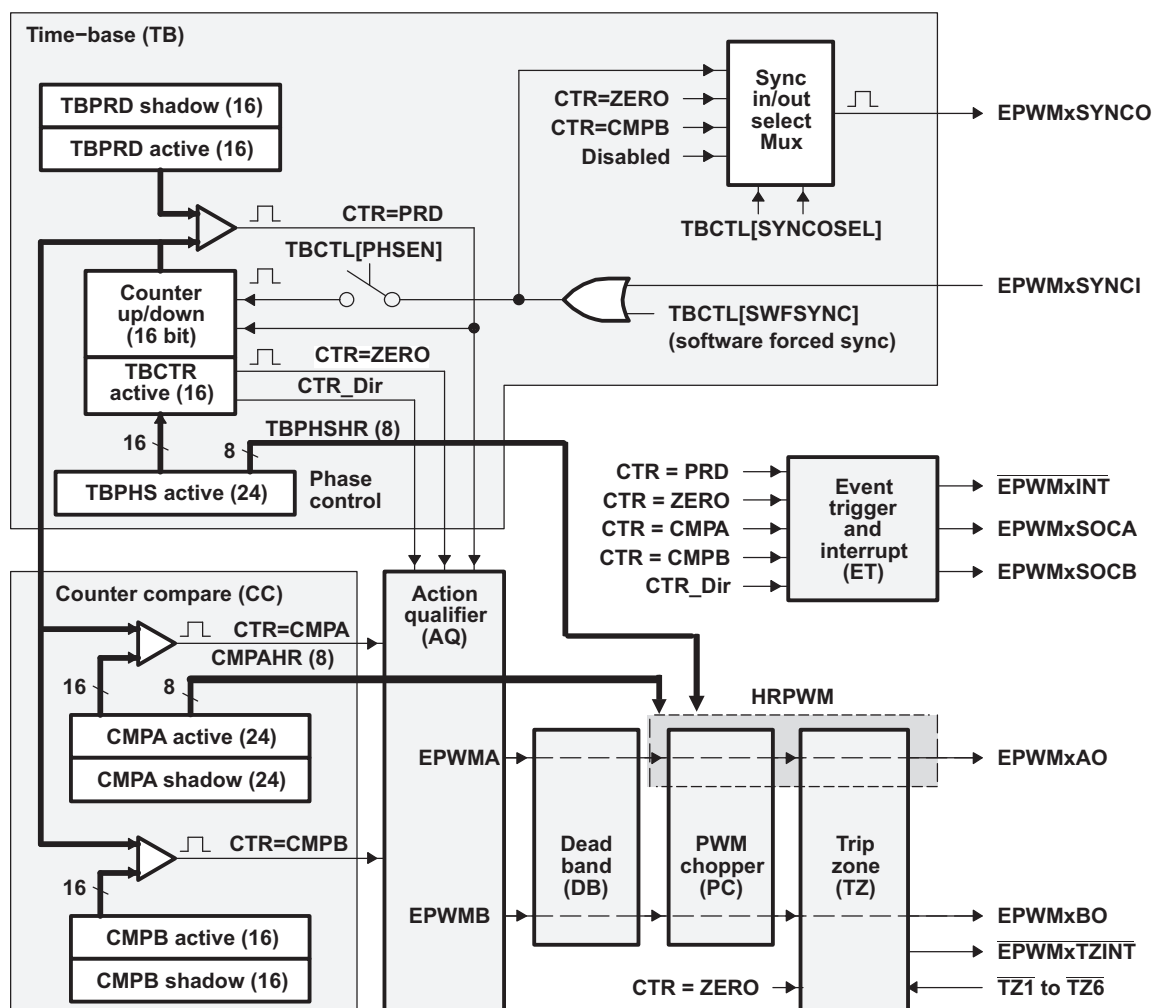 Time−base (TB)
TBPRD shadow (16)
TBPRD active (16)
CTR=ZERO
CTR=CMPB
Disabled
Sync
in/out
select
Mux
EPWMxSYNCO
TBCTL[SYNCOSEL]
CTR=PRD
TBCTL[PHSEN]
EPWMxSYNCI
TBCTL[SWFSYNC]
(software forced sync)
Counter
up/down
(16 bit)
TBCTR
active (16)
CTR=ZERO
CTR_Dir
16
8
TBPHSHR (8)
TBPHS active (24)
Phase
control
CTR = PRD
CTR = ZERO
CTR = CMPA
CTR = CMPB
CTR_Dir
Event
trigger
and
interrupt
(ET)
EPWMxINT
EPWMxSOCA
EPWMxSOCB
Counter compare (CC)
CTR=CMPA
CMPAHR (8)
16
8
CMPA active (24)
CMPA shadow (24)
CTR=CMPB
16
CMPB active (16)
CMPB shadow (16)
Action
qualifier
(AQ)
EPWMA
EPWMB
HRPWM
Dead
band
(DB)
PWM
chopper
(PC)
Trip
zone
(TZ)
EPWMxAO
EPWMxBO
EPWMxTZINT
CTR = ZERO
TZ1 to TZ6